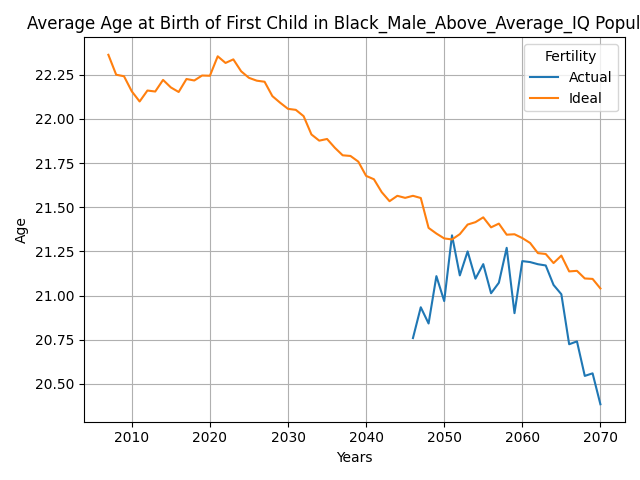 Average Age at Birth of First Child in Black_Male_Above_Average_IQ Popul
Fertility
Actual
Ideal
22.25
22.00
21.75
21.50
21.25
21.00
20.75
20.50
Age
2010 2020 2030 2040 2050 2060 2070
Years